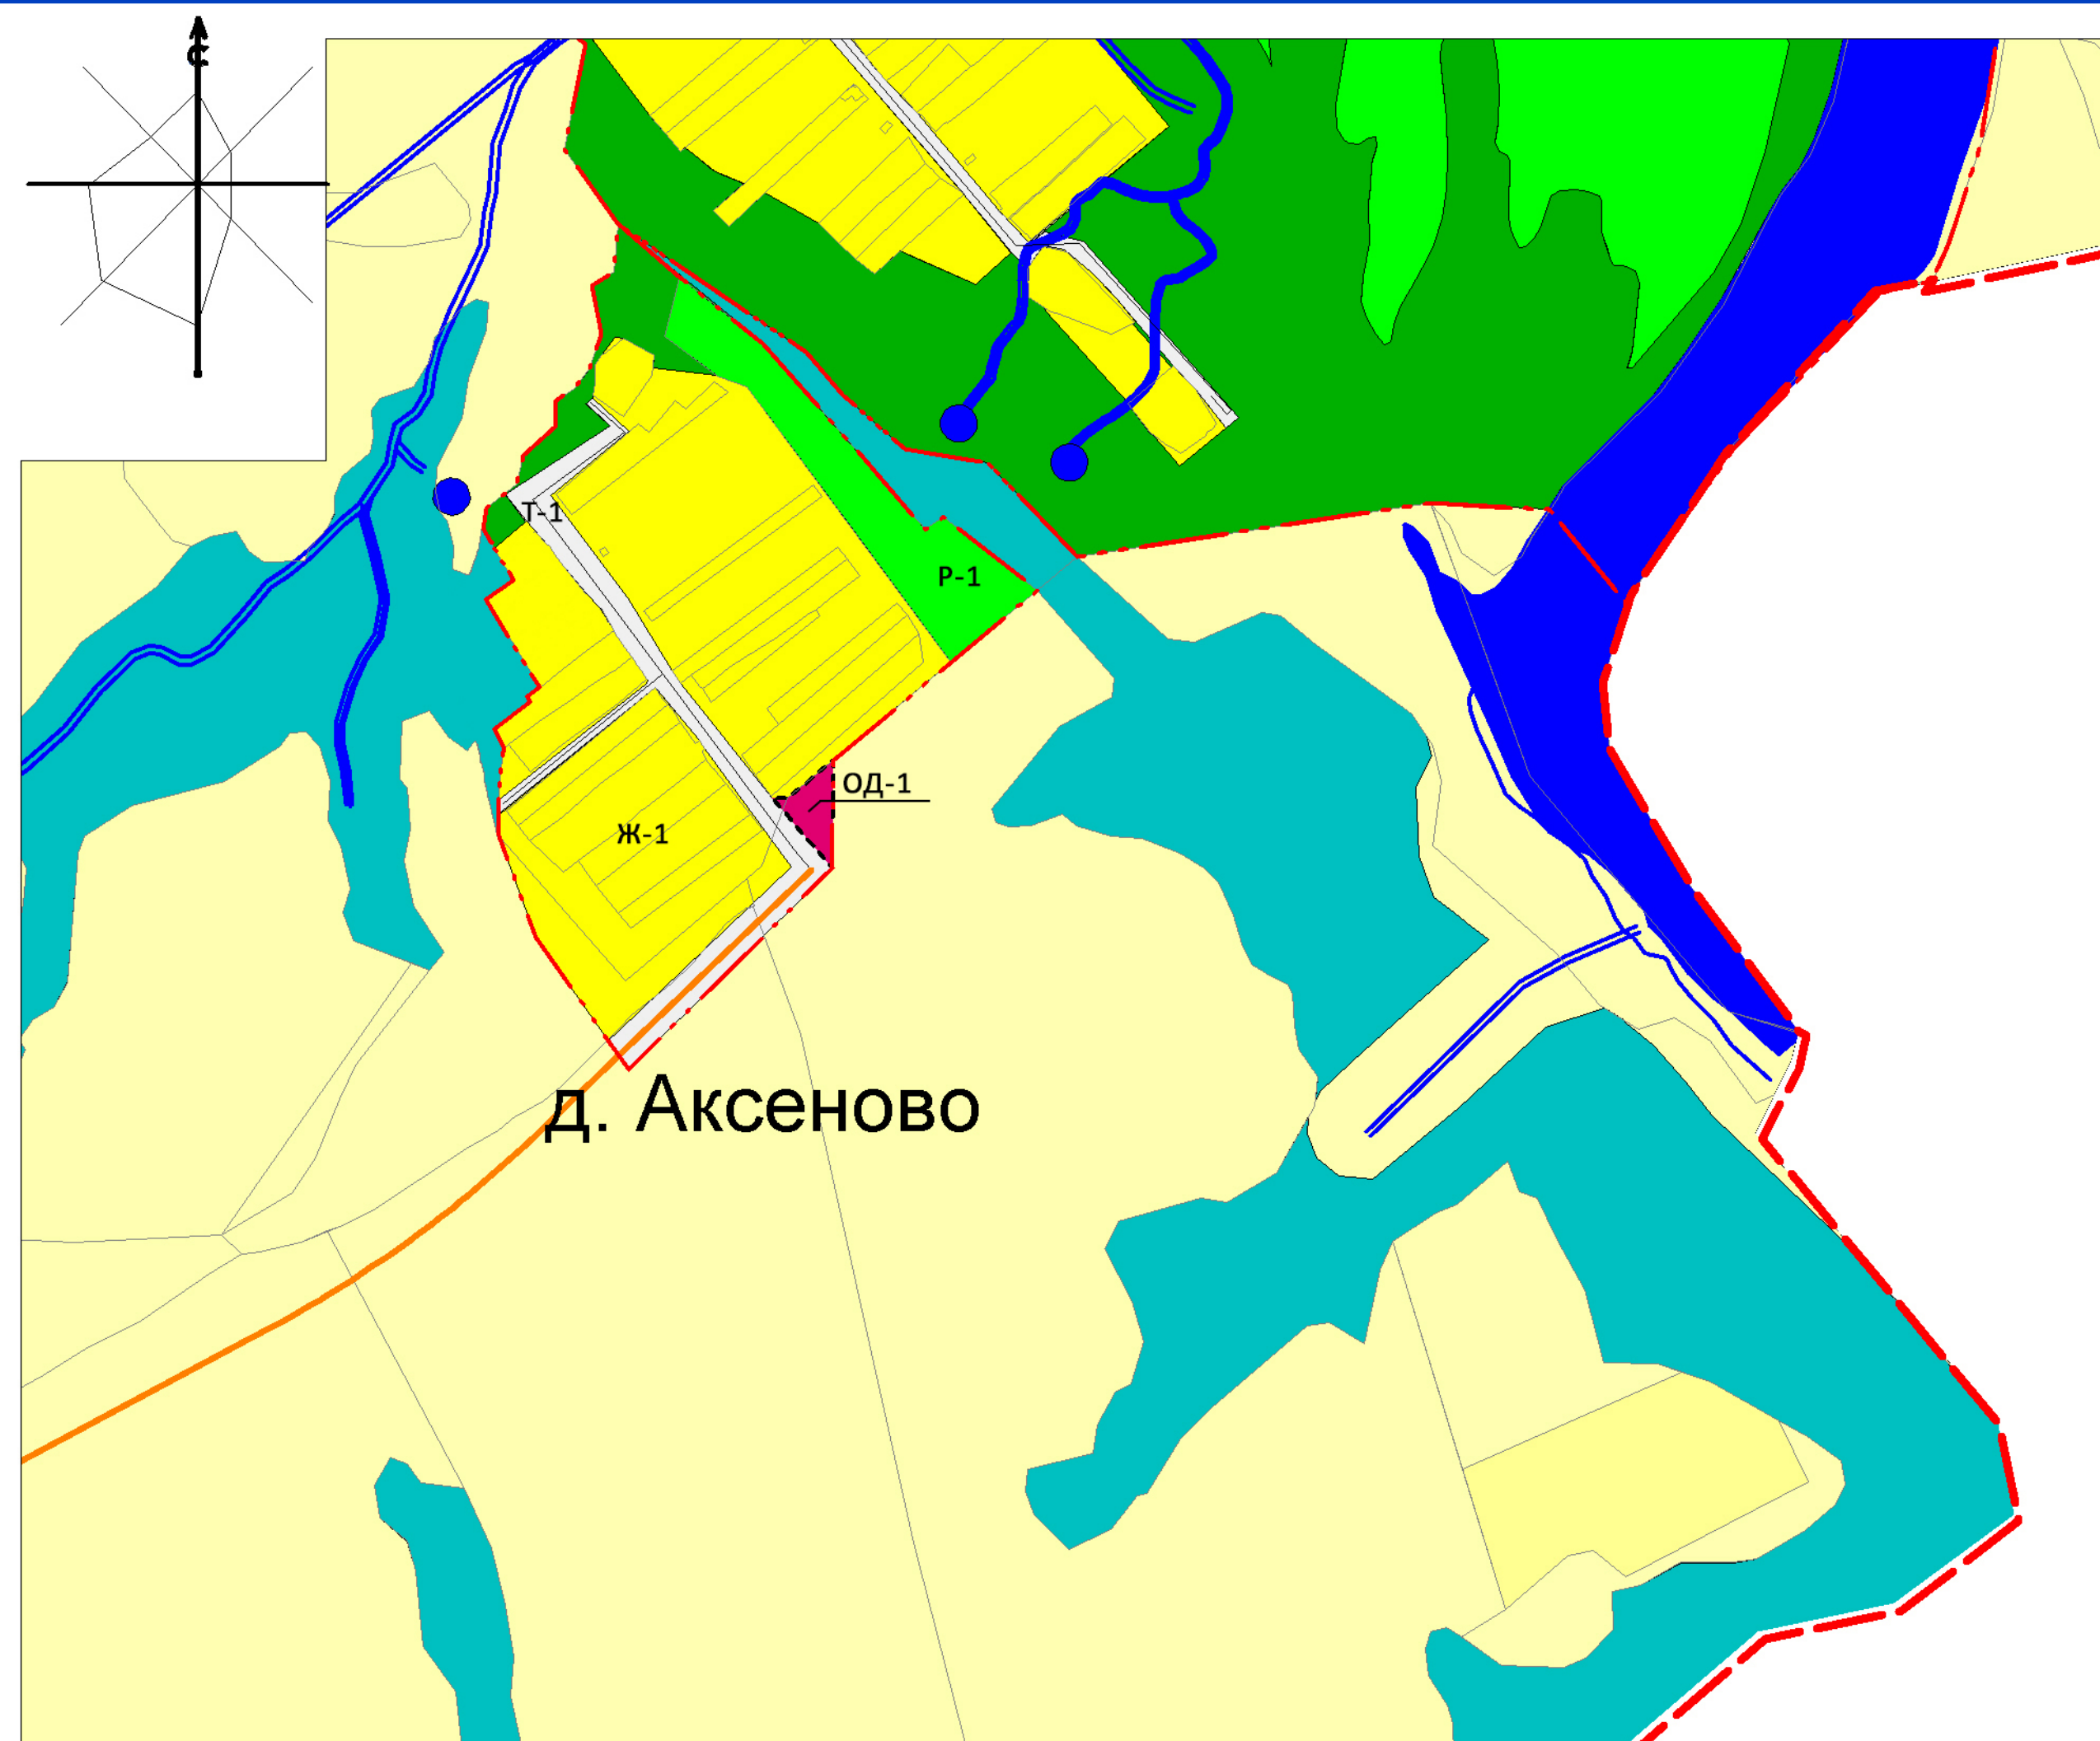 С
Т-1
Р-1
ОД-1
Ж-1
д. Аксеново